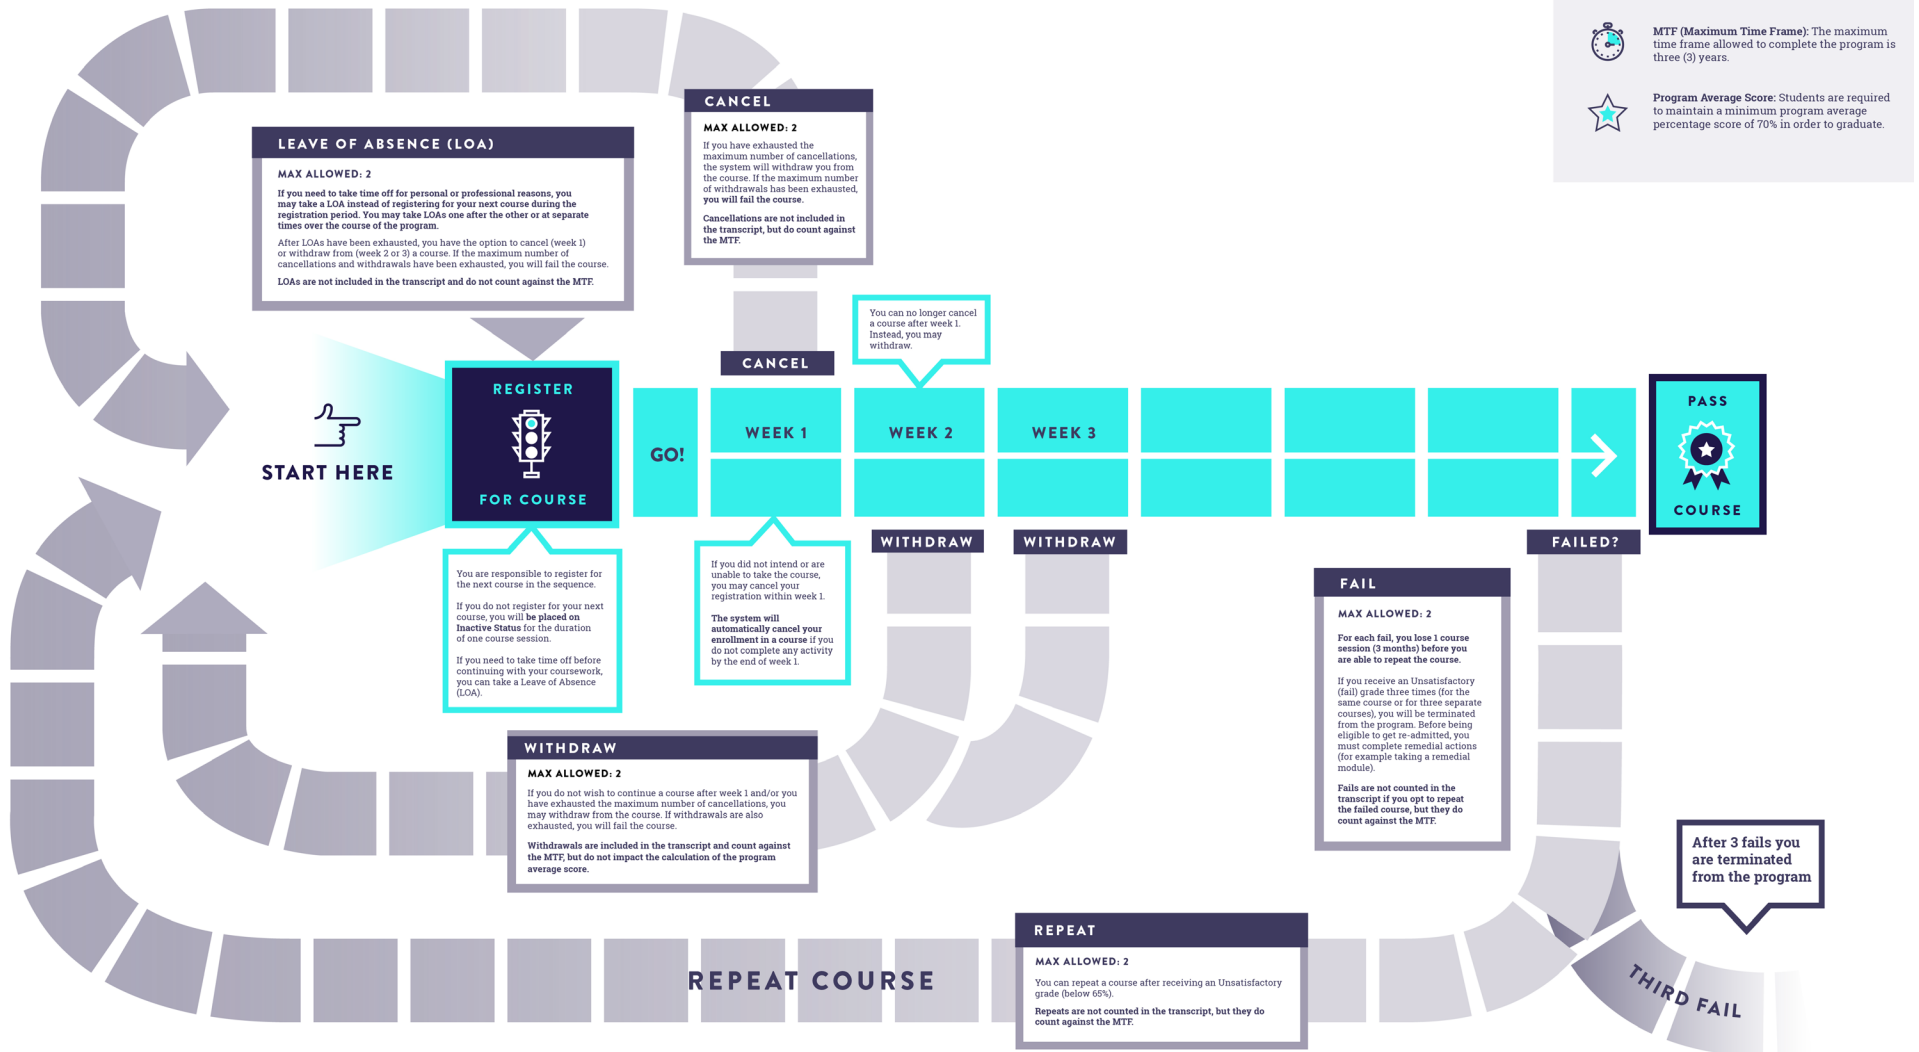 MTF (Maximum Time Frame): The maximum
time frame allowed to complete the program is
three (3) years.
Program Average Score: Students are required
to maintain a minimum program average
percentage score of 70% in order to graduate.
CANCEL
MAX ALLOWED: 2
If you have exhausted the
maximum number of cancellations,
the system will withdraw you from
the course. If the maximum number
of withdrawals has been exhausted,
you will fail the course.
Cancellations are not included in
the transcript, but do count against
the MTF.
LEAVE OF ABSENCE (LOA)
MAX ALLOWED: 2
If you need to take time off for personal or professional reasons, you
may take a LOA instead of registering for your next course during the
registration period. You may take LOAs one after the other or at separate
times over the course of the program.
After LOAs have been exhausted, you have the option to cancel (week 1)
or withdraw from (week 2 or 3) a course. If the maximum number of
cancellations and withdrawals have been exhausted, you will fail the course.
LOAs are not included in the transcript and do not count against the MTF.
You can no longer cancel
a course after week 1.
Instead, you may
withdraw.
CANCEL
START HERE
REGISTER
FOR COURSE
GO!
WEEK 1
WEEK 2
WEEK 3
PASS
COURSE
WITHDRAW
WITHDRAW
FAILED?
You are responsible to register for
the next course in the sequence.
If you do not register for your next
course, you will be placed on
Inactive Status for the duration
of one course session.
If you need to take time off before
continuing with your coursework,
you can take a Leave of Absence
(LOA).
If you did not intend or are
unable to take the course,
you may cancel your
registration within week 1.
The system will
automatically cancel your
enrollment in a course if you
do not complete any activity
by the end of week 1.
FAIL
MAX ALLOWED: 2
For each fail, you lose 1 course
session (3 months) before you
are able to repeat the course.
If you receive an Unsatisfactory
(fail) grade three times (for the
same course or for three separate
courses), you will be terminated
from the program. Before being
eligible to get re-admitted, you
must complete remedial actions
(for example taking a remedial
module).
Fails are not counted in the
transcript if you opt to repeat
the failed course, but they do
count against the MTF.
WITHDRAW
MAX ALLOWED: 2
If you do not wish to continue a course after week 1 and/or you
have exhausted the maximum number of cancellations, you
may withdraw from the course. If withdrawals are also
exhausted, you will fail the course.
Withdrawals are included in the transcript and count against
the MTF, but do not impact the calculation of the program
average score.
After 3 fails you
are terminated
from the program
REPEAT COURSE
REPEAT
MAX ALLOWED: 2
You can repeat a course after receiving an Unsatisfactory
grade (below 65%).
Repeats are not counted in the transcript, but they do
count against the MTF.
THIRD FAIL